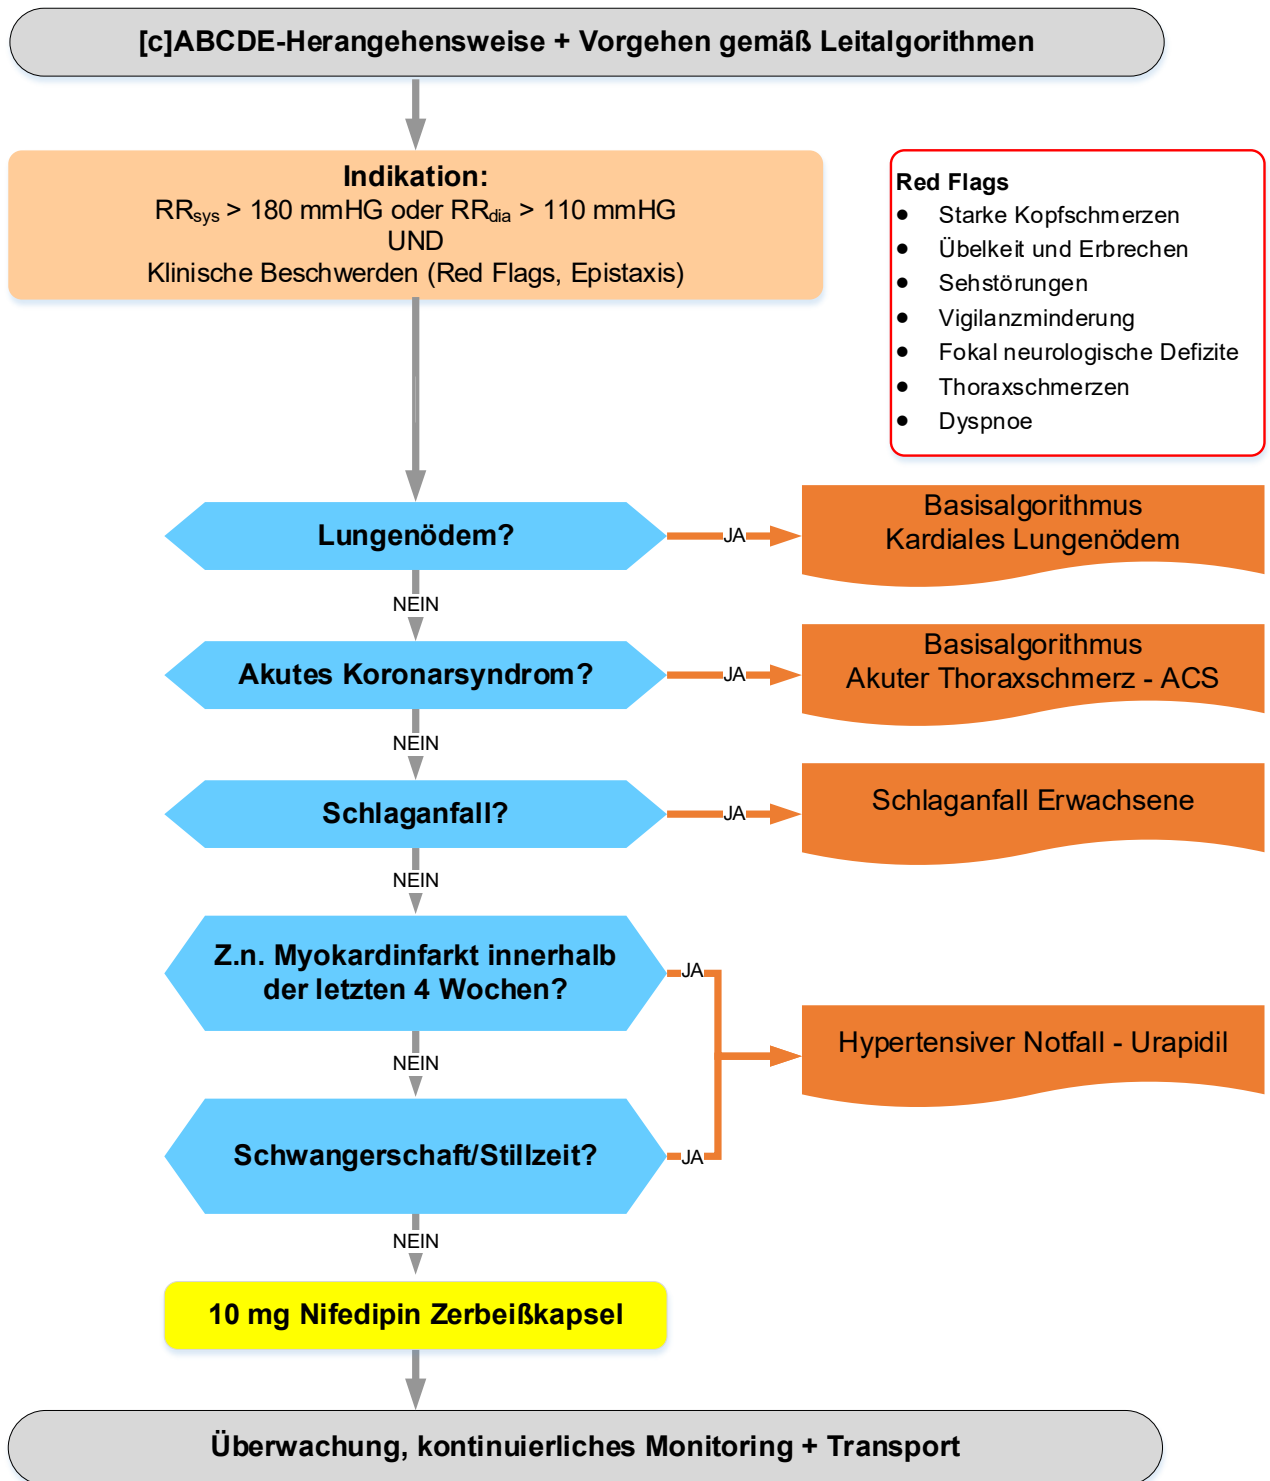 [c]ABCDE-Herangehensweise + Vorgehen gemäß Leitalgorithmen
Indikation:
RRsys > 180 mmHG oder RRdia > 110 mmHG
UND
Klinische Beschwerden (Red Flags, Epistaxis)
Red Flags
● Starke Kopfschmerzen
● Übelkeit und Erbrechen
● Sehstörungen
● Vigilanzminderung
● Fokal neurologische Defizite
● Thoraxschmerzen
● Dyspnoe
Lungenödem?
JA
Basisalgorithmus
Kardiales Lungenödem
NEIN
Akutes Koronarsyndrom?
JA
Basisalgorithmus
Akuter Thoraxschmerz - ACS
NEIN
Schlaganfall?
JA
Schlaganfall Erwachsene
NEIN
Z.n. Myokardinfarkt innerhalb
der letzten 4 Wochen?
JA
Hypertensiver Notfall - Urapidil
NEIN
Schwangerschaft/Stillzeit?
JA
NEIN
10 mg Nifedipin Zerbeißkapsel
Überwachung, kontinuierliches Monitoring + Transport